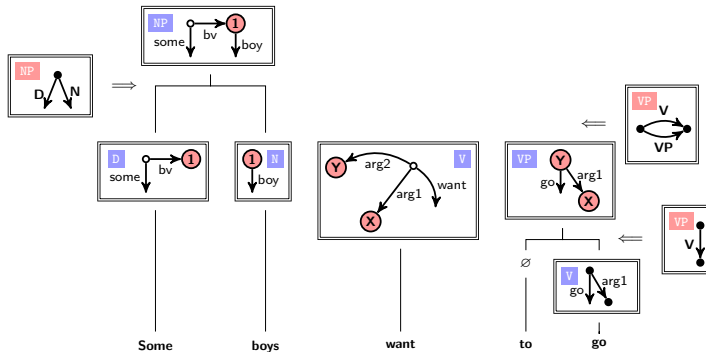 NP
some
bv
1
boy
NP
D
N
⇒
VP
V
VP
⇐
D
some
bv
1
1
N
boy
V
Y
arg2
arg1
want
X
VP
Y
go
arg1
X
VP
V
⇐
∅
V
go
arg1
Some boys want to go